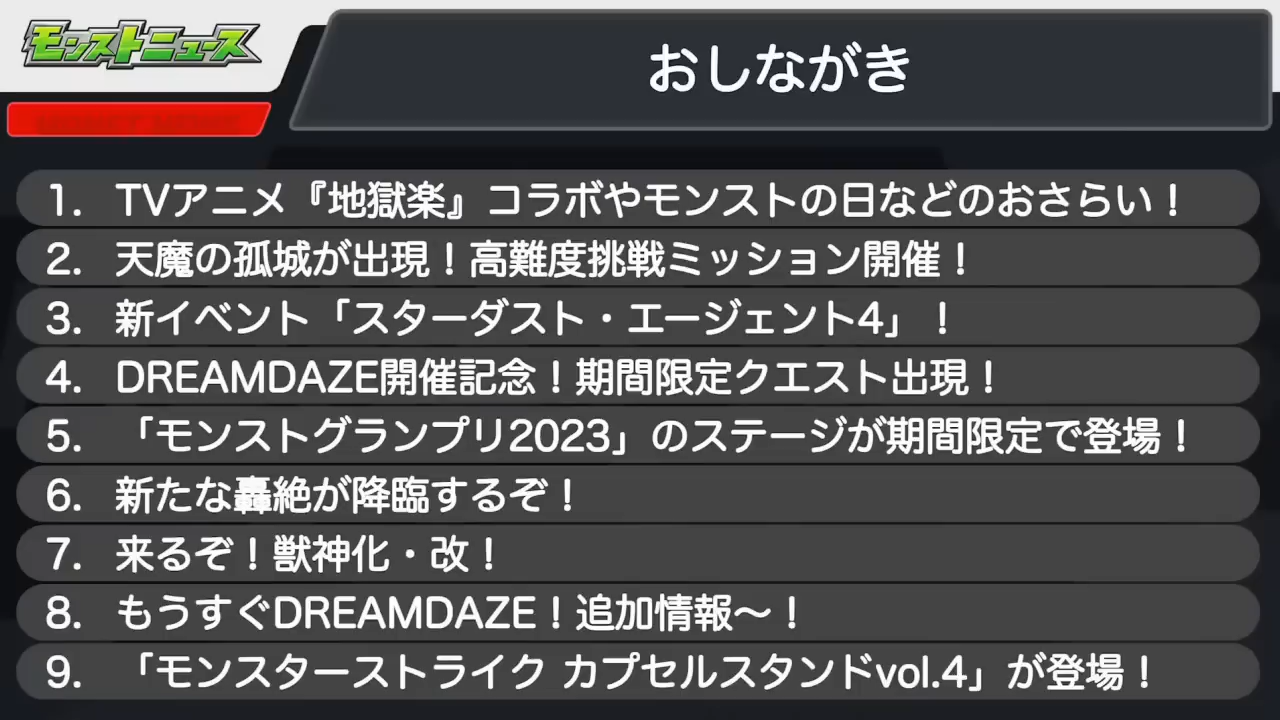 モンストニュース
おしながき
1. TVアニメ『地獄楽』コラボやモンストの日などのおさらい！
2. 天魔の孤城が出現！高難度挑戦ミッション開催！
3. 新イベント「スターダスト・エージェント4」！
4. DREAMDAZE開催記念！期間限定クエスト出現！
5. 「モンストグランプリ2023」のステージが期間限定で登場！
6. 新たな轟絶が降臨するぞ！
7. 来るぞ！獣神化・改！
8. もうすぐDREAMDAZE！追加情報〜！
9. 「モンスターストライク カプセルスタンドvol.4」が登場！